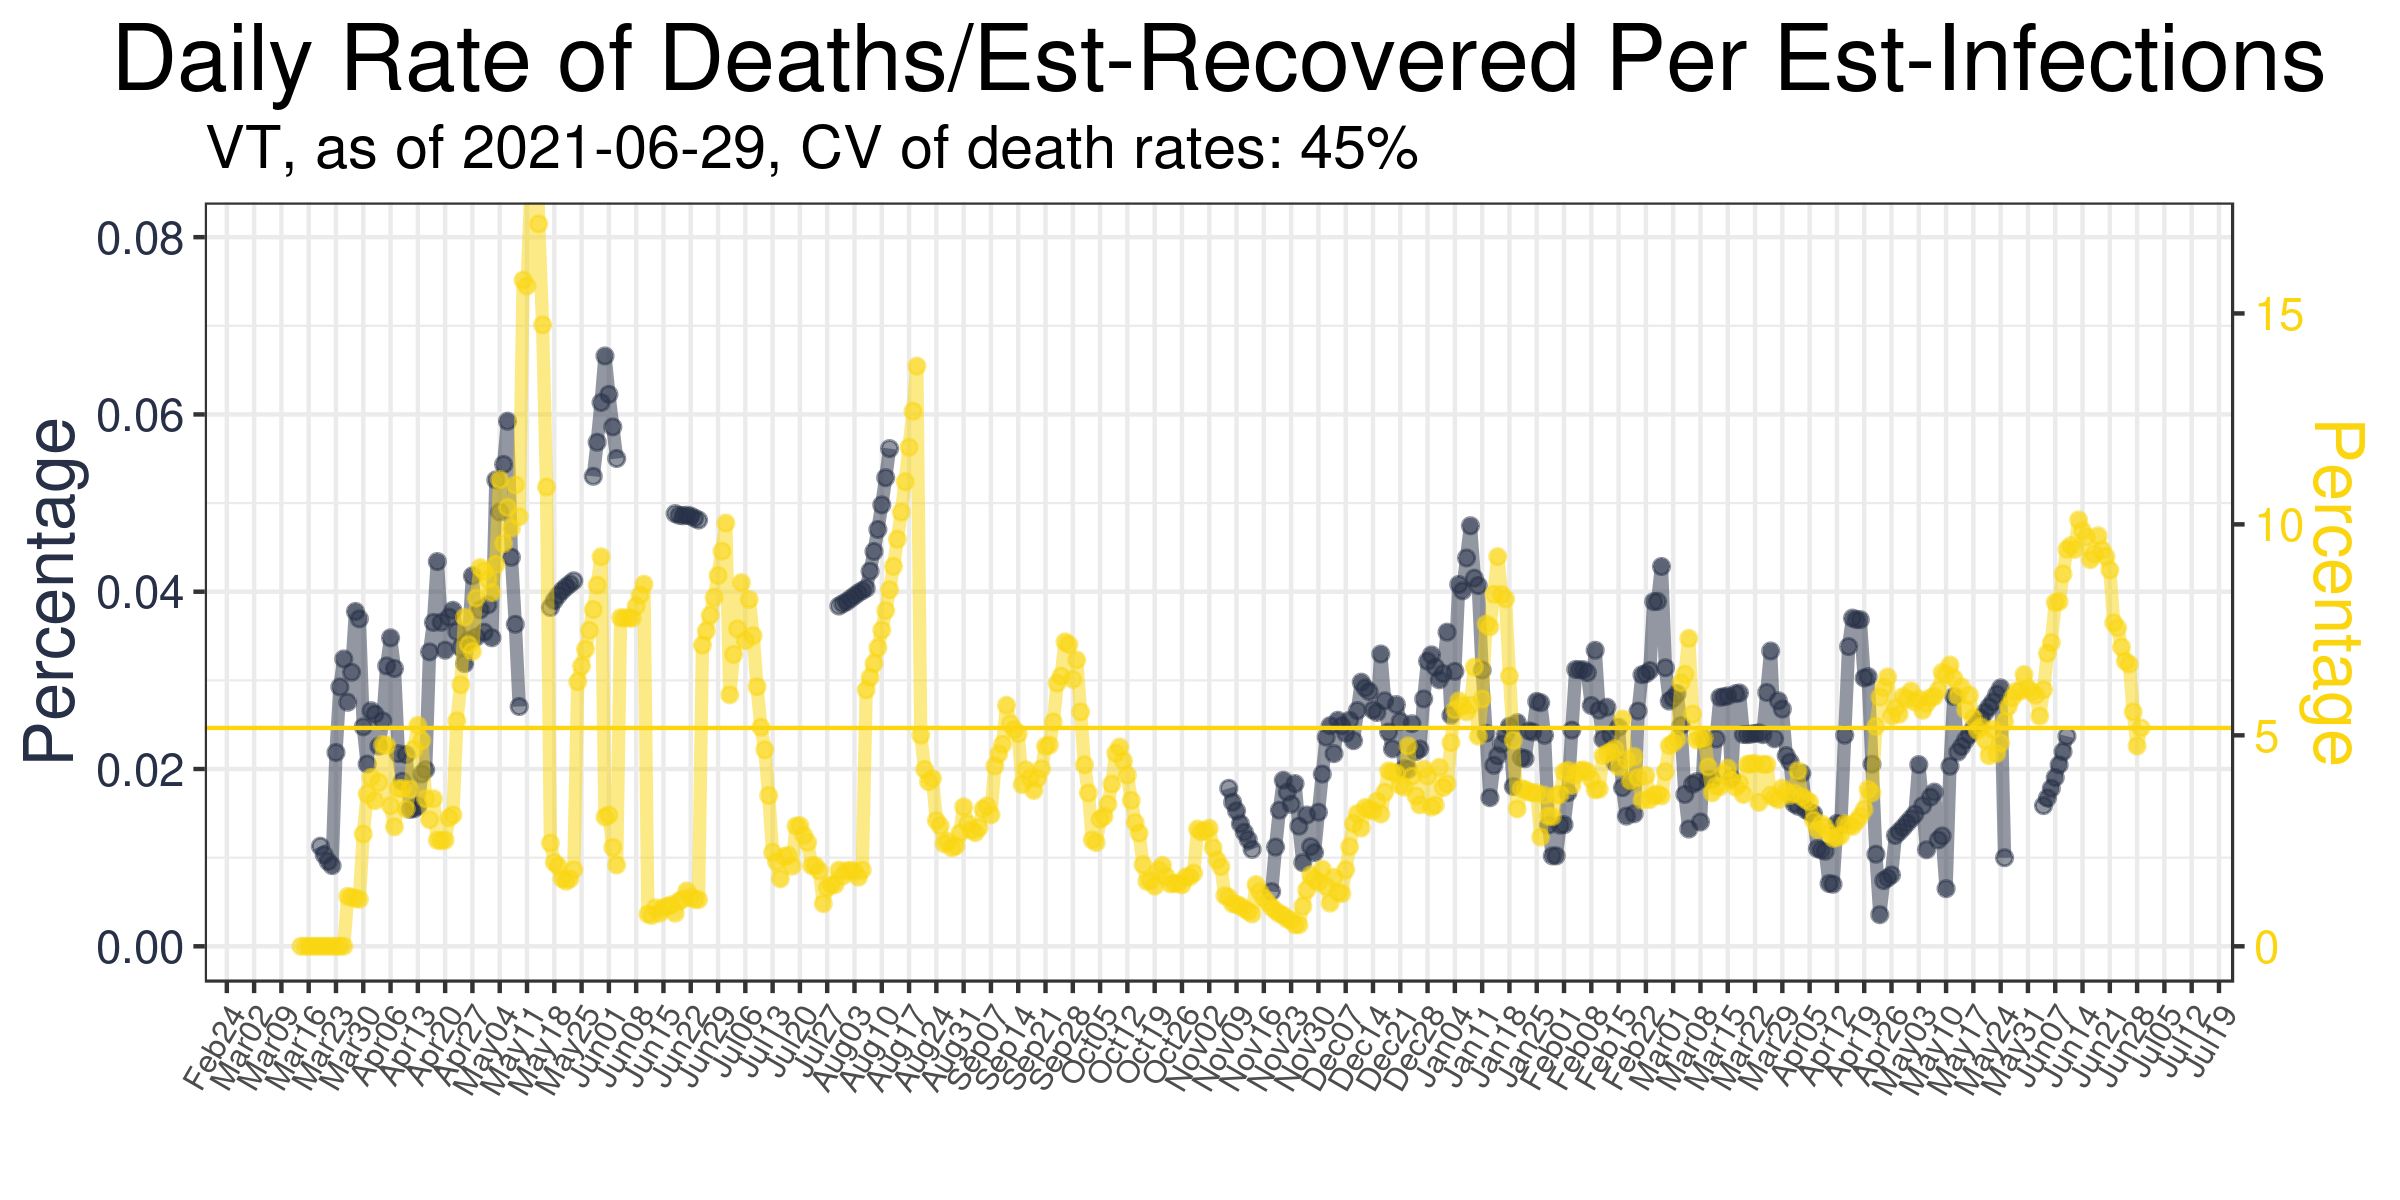 Daily Rate of Deaths/Est-Recovered Per Est-Infections
VT, as of 2021-06-29, CV of death rates: 45%
Percentage
0.08
0.06
0.04
0.02
0.00
15
10
5
0
Percentage
Feb24
Mar02
Mar09
Mar16
Mar23
Mar30
Apr06
Apr13
Apr20
Apr27
May04
May11
May18
May25
Jun01
Jun08
Jun15
Jun22
Jun29
Jul06
Jul13
Jul20
Jul27
Aug03
Aug10
Aug17
Aug24
Aug31
Sep07
Sep14
Sep21
Sep28
Oct05
Oct12
Oct19
Oct26
Nov02
Nov09
Nov16
Nov23
Nov30
Dec07
Dec14
Dec21
Dec28
Jan04
Jan11
Jan18
Jan25
Feb01
Feb08
Feb15
Feb22
Mar01
Mar08
Mar15
Mar22
Mar29
Apr05
Apr12
Apr19
Apr26
May03
May10
May17
May24
May31
Jun07
Jun14
Jun21
Jun28
Jul05
Jul12
Jul19